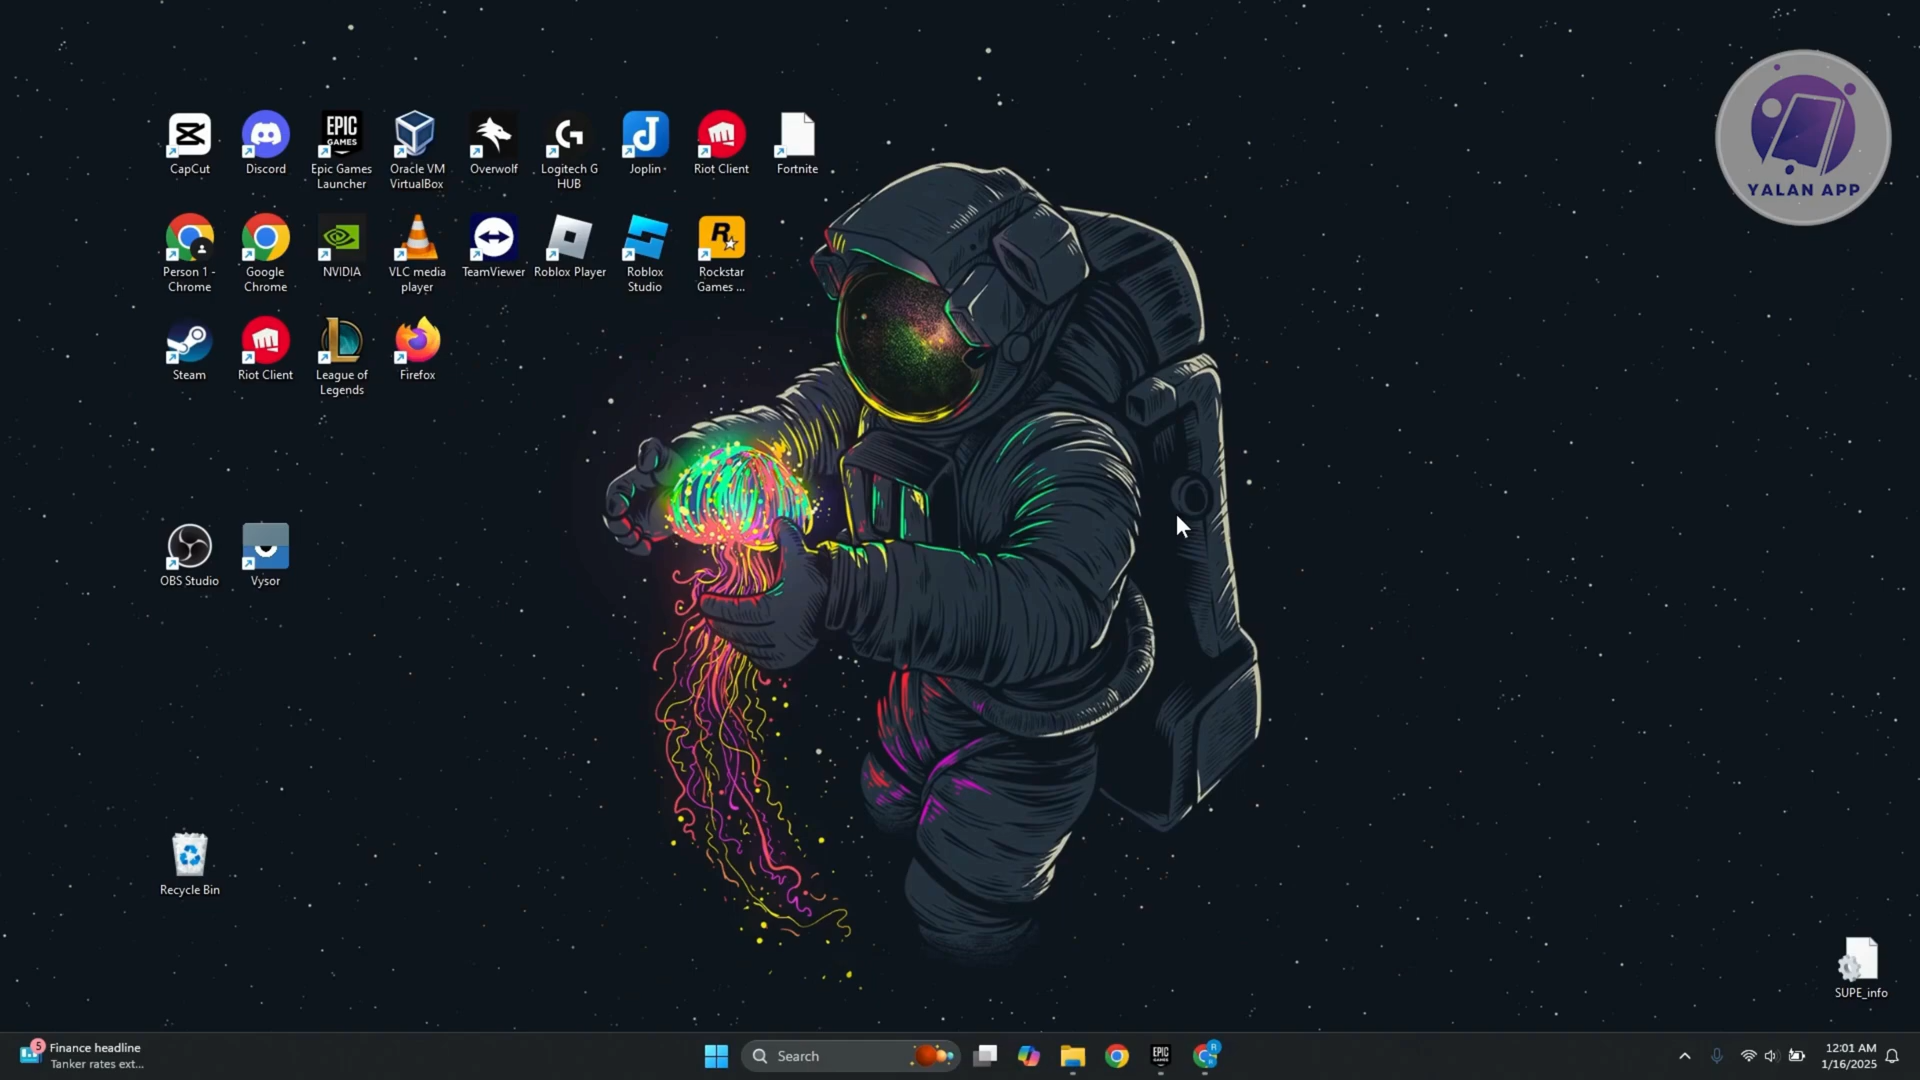 YALAN APP
CapCut
Discord
EPIC
GAMES
Epic Games
Launcher
Oracle VM
VirtualBox
Overwolf
Logitech G
HUB
Joplin
Riot Client
Fortnite
Person 1 -
Chrome
Google
Chrome
NVIDIA
VLC media
player
TeamViewer
Roblox Player
Roblox
Studio
R
Rockstar
Games ...
Steam
Riot Client
League of
Legends
Firefox
OBS Studio
Vysor
Recycle Bin
SUPE_info
5
Finance headline
Tanker rates ext...
Search
EPIC
GAMES
R
12:01 AM
1/16/2025